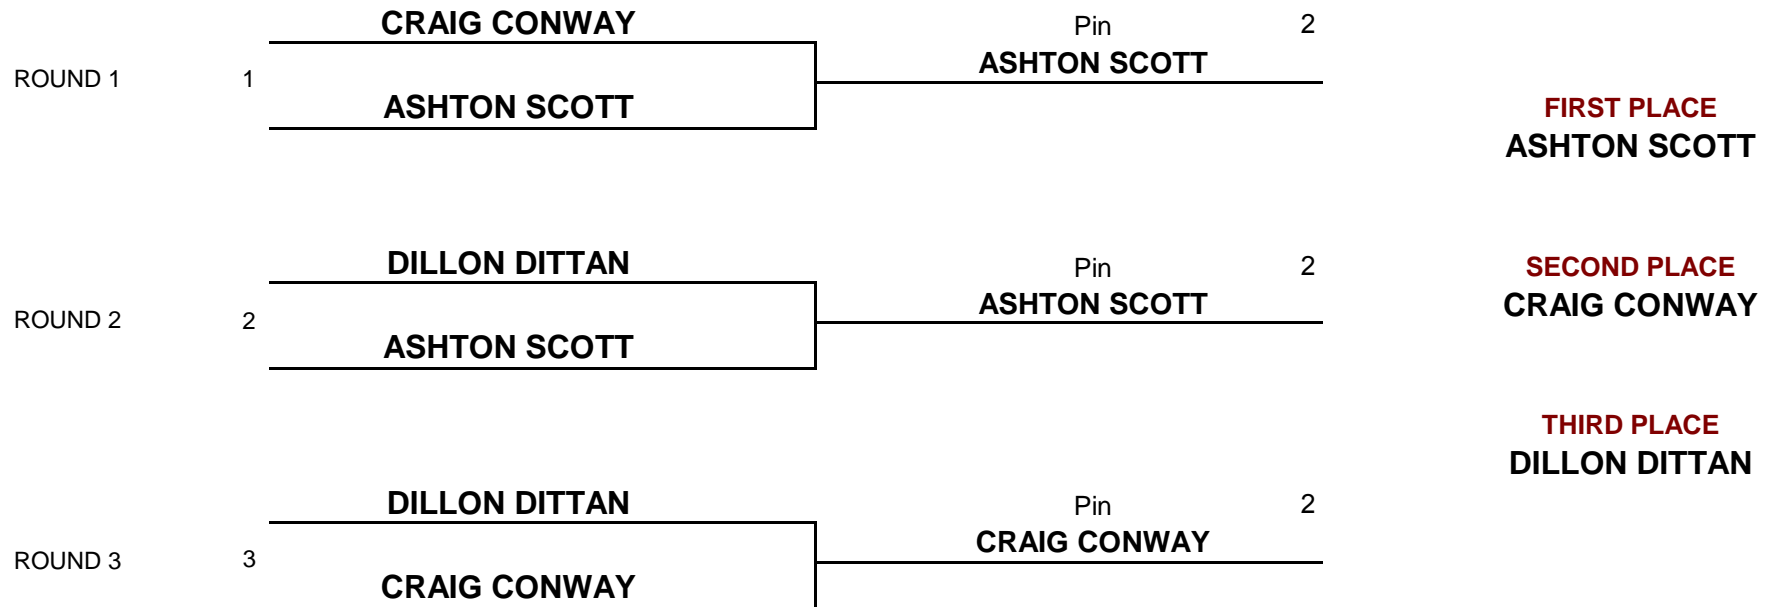 CRAIG CONWAY
Pin 2
ASHTON SCOTT
ROUND 1 1
ASHTON SCOTT
FIRST PLACE
ASHTON SCOTT
DILLON DITTAN
Pin 2
SECOND PLACE
ASHTON SCOTT
CRAIG CONWAY
ROUND 2 2
ASHTON SCOTT
THIRD PLACE
DILLON DITTAN
DILLON DITTAN
Pin 2
CRAIG CONWAY
ROUND 3 3
CRAIG CONWAY